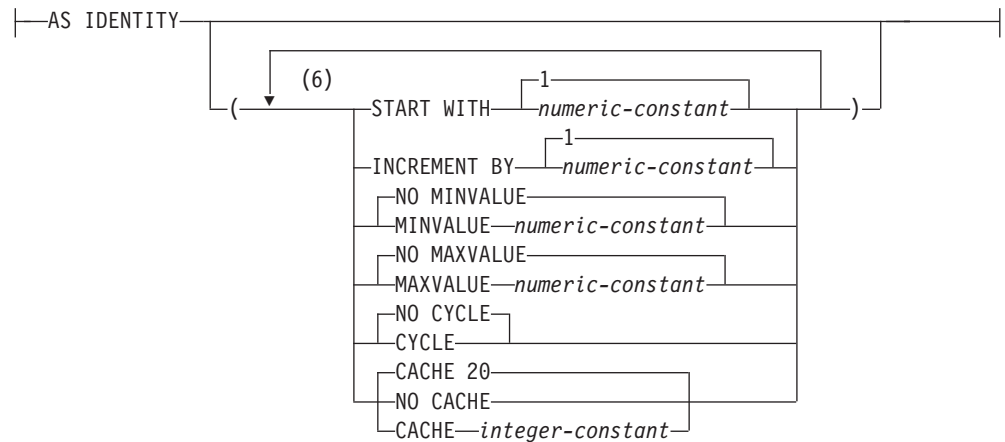 AS IDENTITY
(6)
1
( START WITH numeric-constant )
1
INCREMENT BY numeric-constant
NO MINVALUE
MINVALUE numeric-constant
NO MAXVALUE
MAXVALUE numeric-constant
NO CYCLE
CYCLE
CACHE 20
NO CACHE
CACHE integer-constant